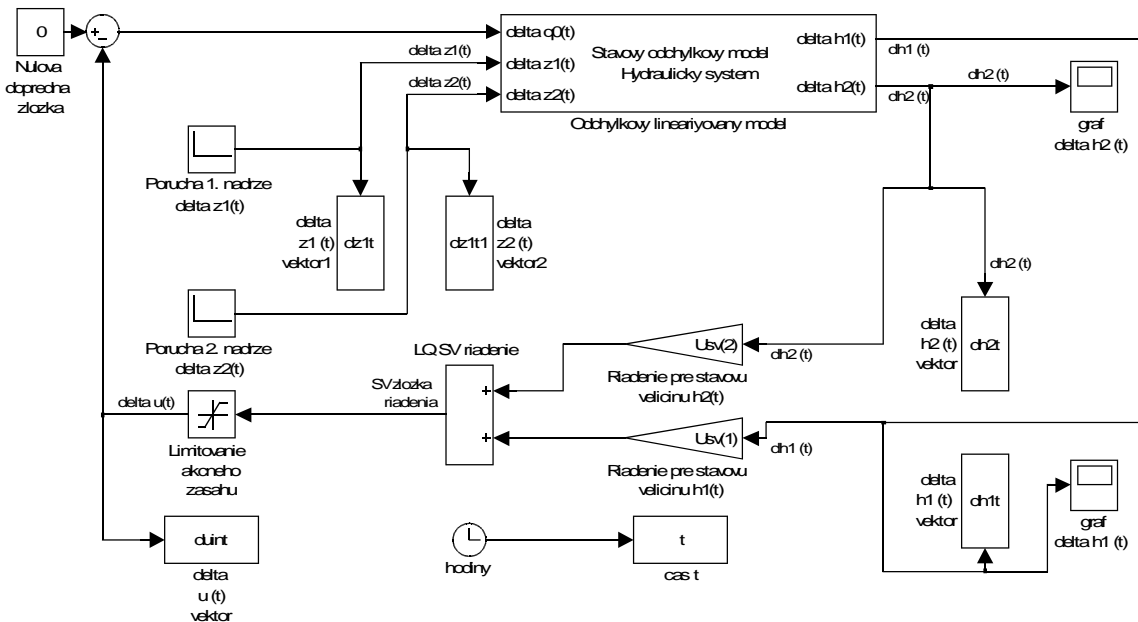 0
Nulova
dopredna
zlozka
delta q0(t)
delta z1(t)
delta z1(t)
delta z2(t)
delta z2(t)
Stavovy odchylkovy model
Hydraulicky system
delta h1(t)
delta h2(t)
Odchylkovy lineariyovany model
dh1 (t)
dh2 (t)
dh2 (t)
graf
delta h2 (t)
Porucha 1. nadrze
delta z1(t)
delta
z1 (t)
vektor1
dz1t
dz1t1
delta
z2 (t)
vektor2
dh2 (t)
Porucha 2. nadrze
delta z2(t)
LQ SV riadenie
Usv(2)
dh2 (t)
Riadenie pre stavovu
velicinu h2(t)
delta
h2 (t)
vektor
dh2t
delta u(t)
SV zlozka
riadenia
+
+
Limitovanie
akcneho
zasahu
Usv(1)
dh1 (t)
Riadenie pre stavovu
velicinu h1(t)
delta
h1 (t)
vektor
dh1t
graf
delta h1 (t)
duint
delta
u (t)
vektor
hodiny
t
cas t